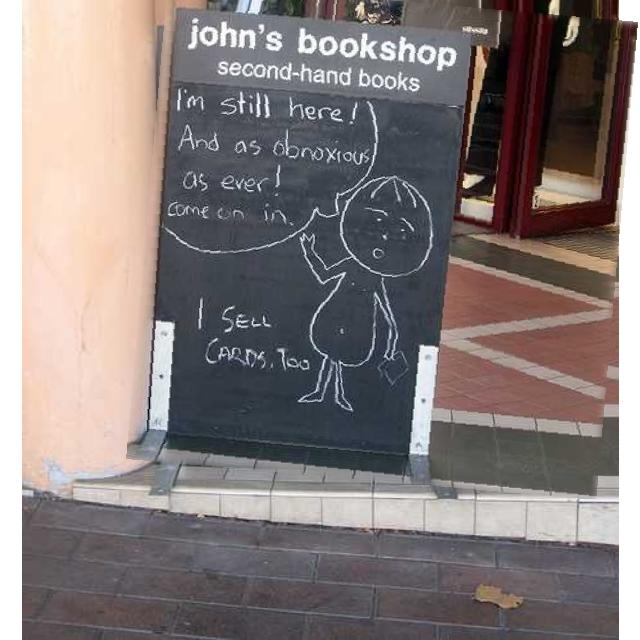 john's bookshop
second-hand books
I'm still here!
And as obnoxious
as ever!
come on in.
I SELL
CARDS, TOO